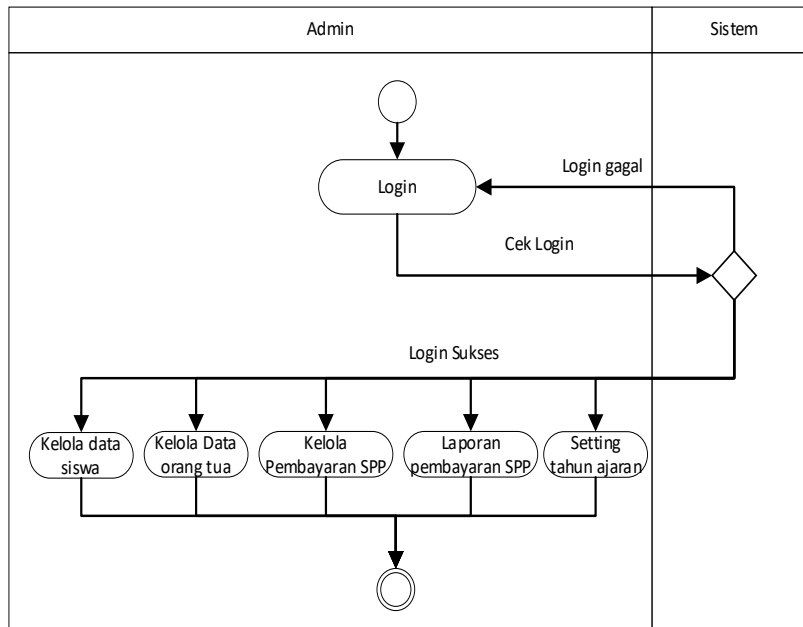 Admin
Sistem
Login gagal
Login
Cek Login
Login Sukses
Kelola data
siswa
Kelola Data
orang tua
Kelola
Pembayaran SPP
Laporan
pembayaran SPP
Setting
tahun ajaran